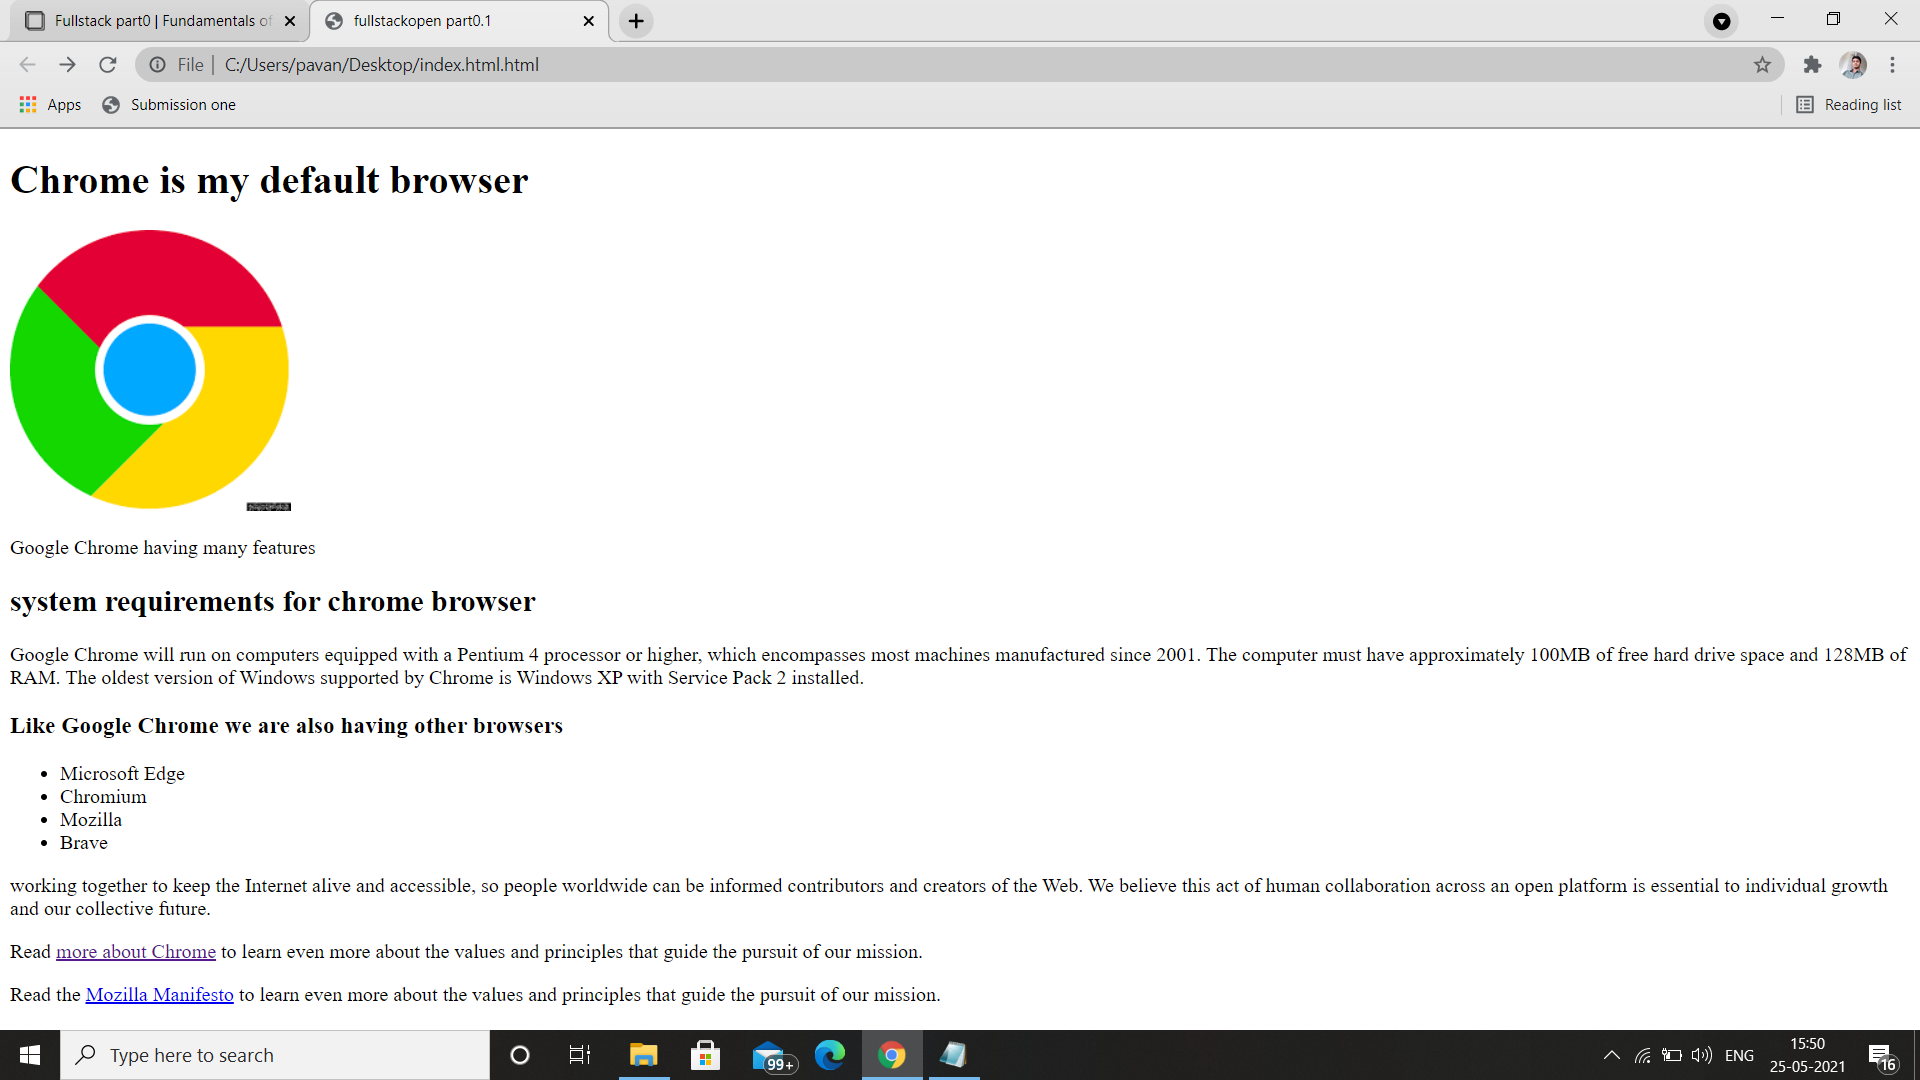 Fullstack part0 | Fundamentals of
fullstackopen part0.1
File | C:/Users/pavan/Desktop/index.html.html
Apps
Submission one
Reading list
Chrome is my default browser
Google Chrome having many features
system requirements for chrome browser
Google Chrome will run on computers equipped with a Pentium 4 processor or higher, which encompasses most machines manufactured since 2001. The computer must have approximately 100MB of free hard drive space and 128MB of
RAM. The oldest version of Windows supported by Chrome is Windows XP with Service Pack 2 installed.
Like Google Chrome we are also having other browsers
• Microsoft Edge
• Chromium
• Mozilla
• Brave
working together to keep the Internet alive and accessible, so people worldwide can be informed contributors and creators of the Web. We believe this act of human collaboration across an open platform is essential to individual growth
and our collective future.
Read more about Chrome to learn even more about the values and principles that guide the pursuit of our mission.
Read the Mozilla Manifesto to learn even more about the values and principles that guide the pursuit of our mission.
Type here to search
99+
ENG
15:50
25-05-2021
16